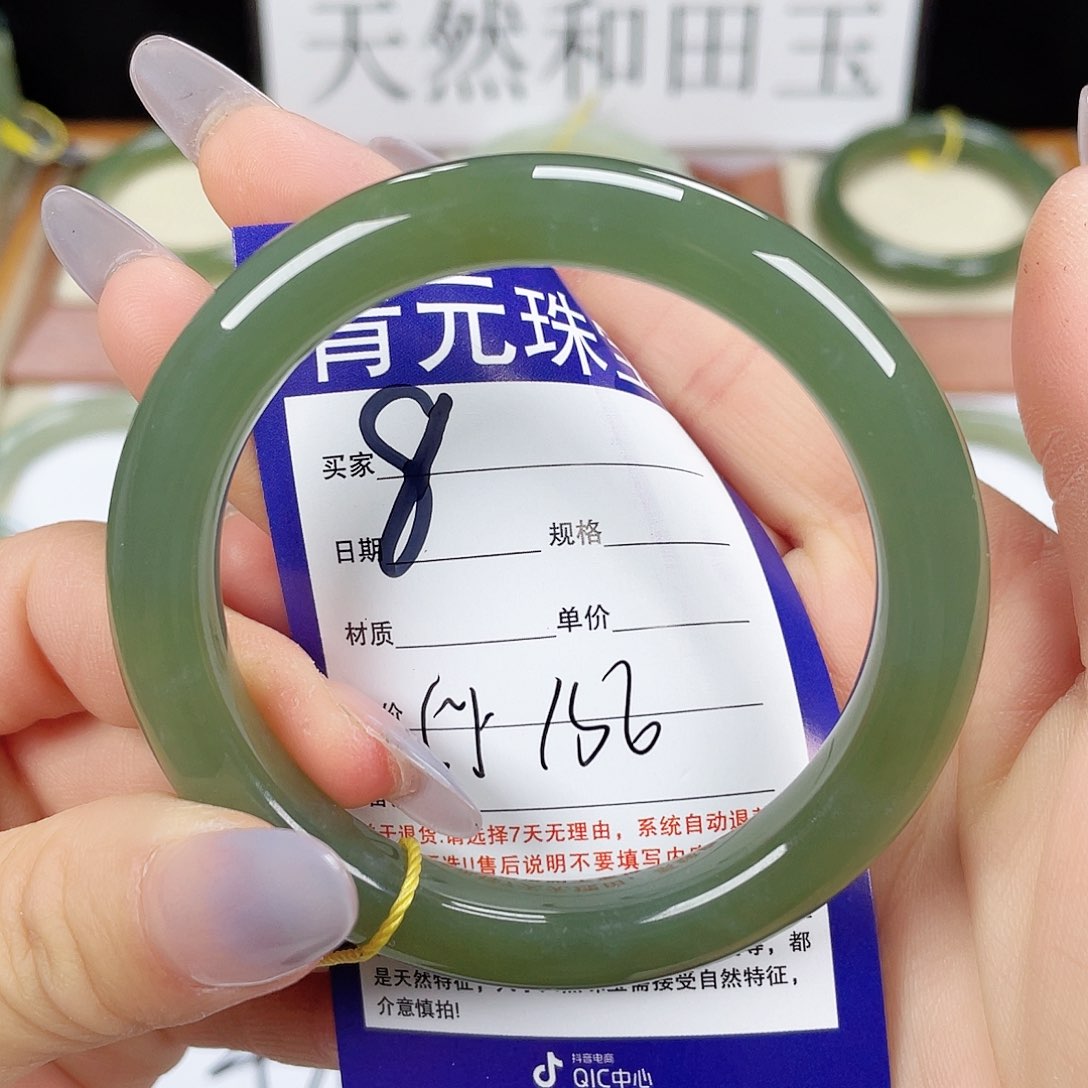 天然和田玉
元珠
8
买家
日期 规格
材质 单价
价 156
退货:请选择7天无理由，系统自动退
售后说明不要填写内
，都
是天然特征， 需接受自然特征，
介意慎拍!
抖音电商
QIC中心